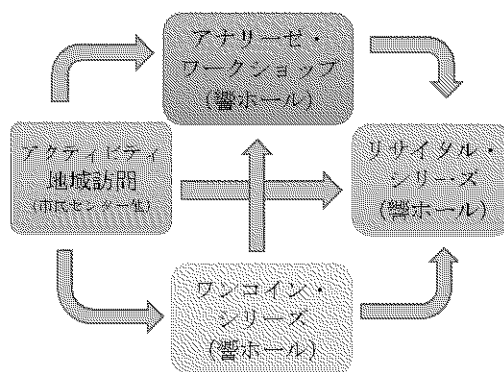 アナリーゼ・
ワークショップ
(響ホール)
アクティビティ
地域訪問
(市民センター他)
リサイタル・
シリーズ
(響ホール)
ワンコイン・
シリーズ
(響ホール)